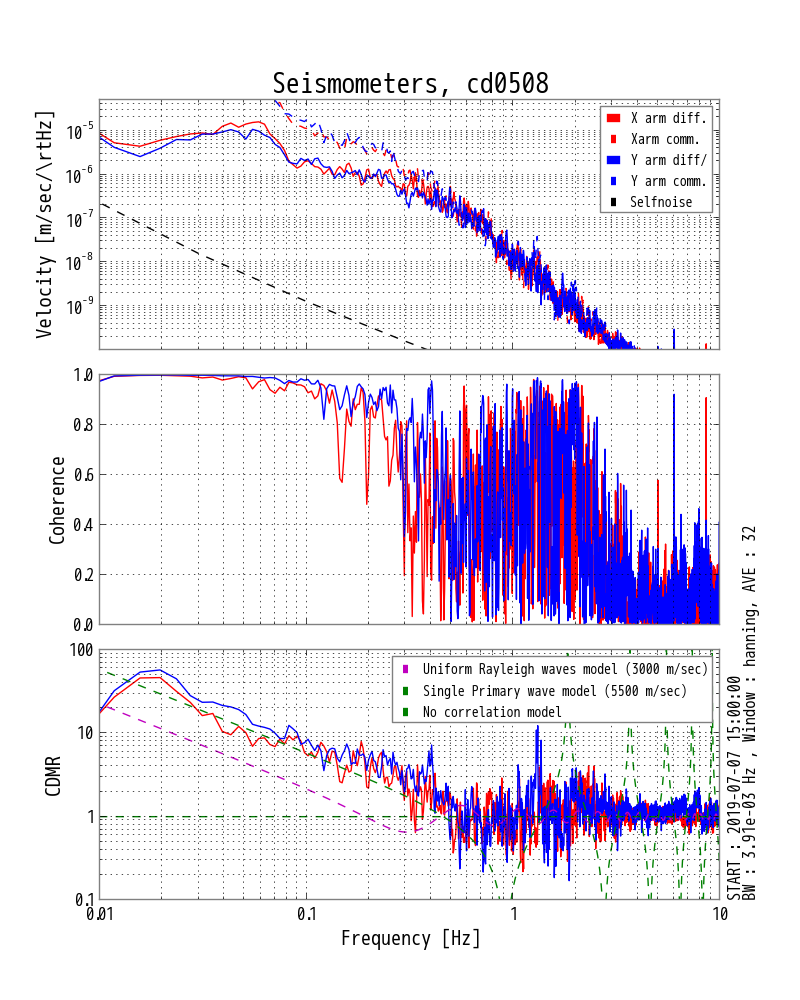 Seismometers, cd0508
Velocity [m/sec/\rtHz]
10^-5
10^-6
10^-7
10^-8
10^-9
X arm diff.
Xarm comm.
Y arm diff/
Y arm comm.
Selfnoise
Coherence
1.0
0.8
0.6
0.4
0.2
0.0
CDMR
100
10
1
0.1
Uniform Rayleigh waves model (3000 m/sec)
Single Primary wave model (5500 m/sec)
No correlation model
0.01 0.1 1 10
Frequency [Hz]
START : 2019-07-07 15:00:00
BW : 3.91e-03 Hz , Window : hanning, AVE : 32